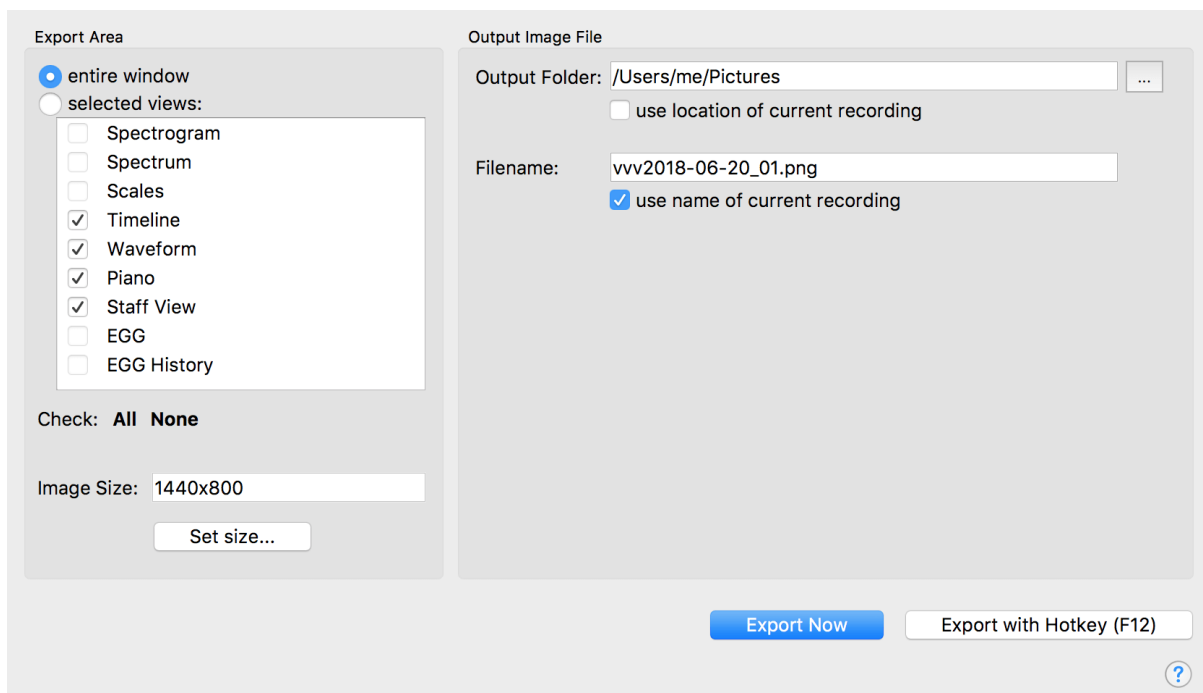 Export Area
entire window
selected views:
Spectrogram
Spectrum
Scales
Timeline
Waveform
Piano
Staff View
EGG
EGG History
Check: All None
Image Size: 1440x800
Set size...
Output Image File
Output Folder: /Users/me/Pictures ...
use location of current recording
Filename: vvv2018-06-20_01.png
use name of current recording
Export Now
Export with Hotkey (F12)
?